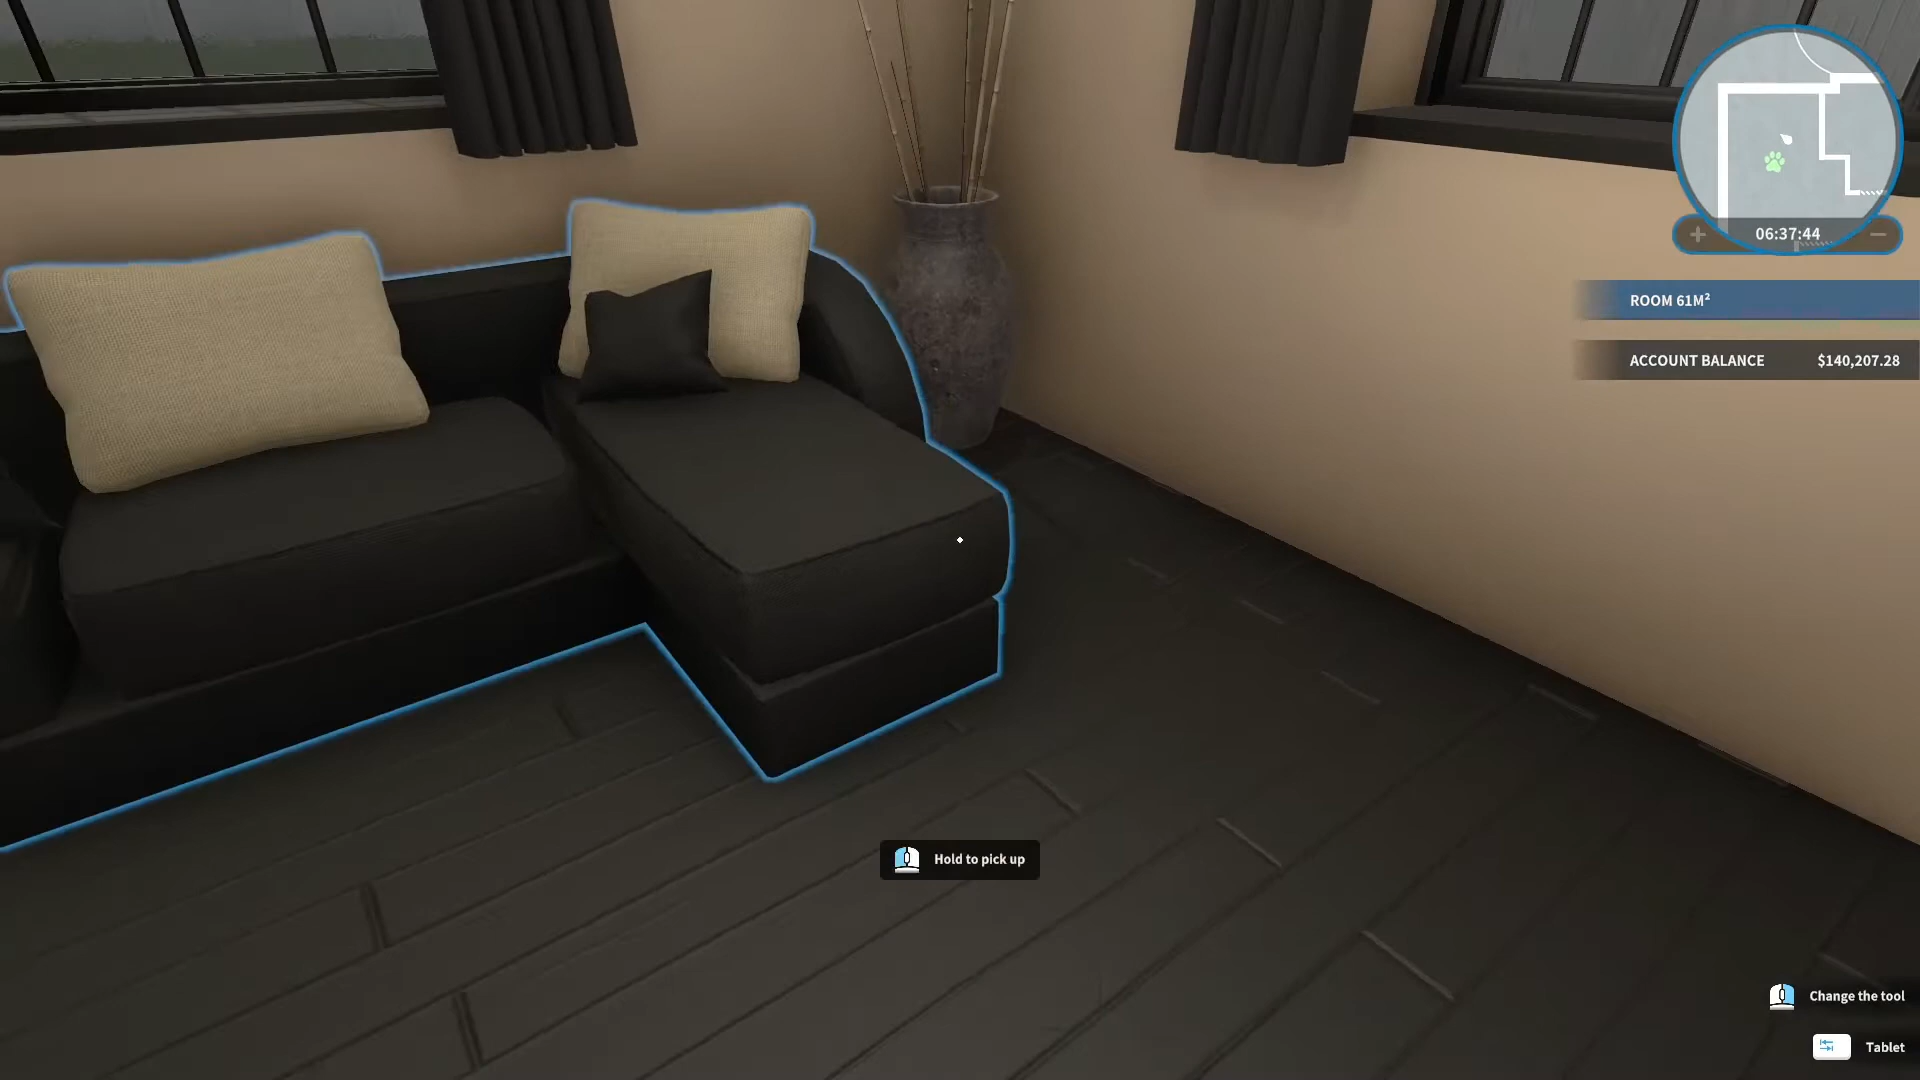 06:37:44
ROOM 61M²
ACCOUNT BALANCE $140,207.28
Hold to pick up
Change the tool
Tablet